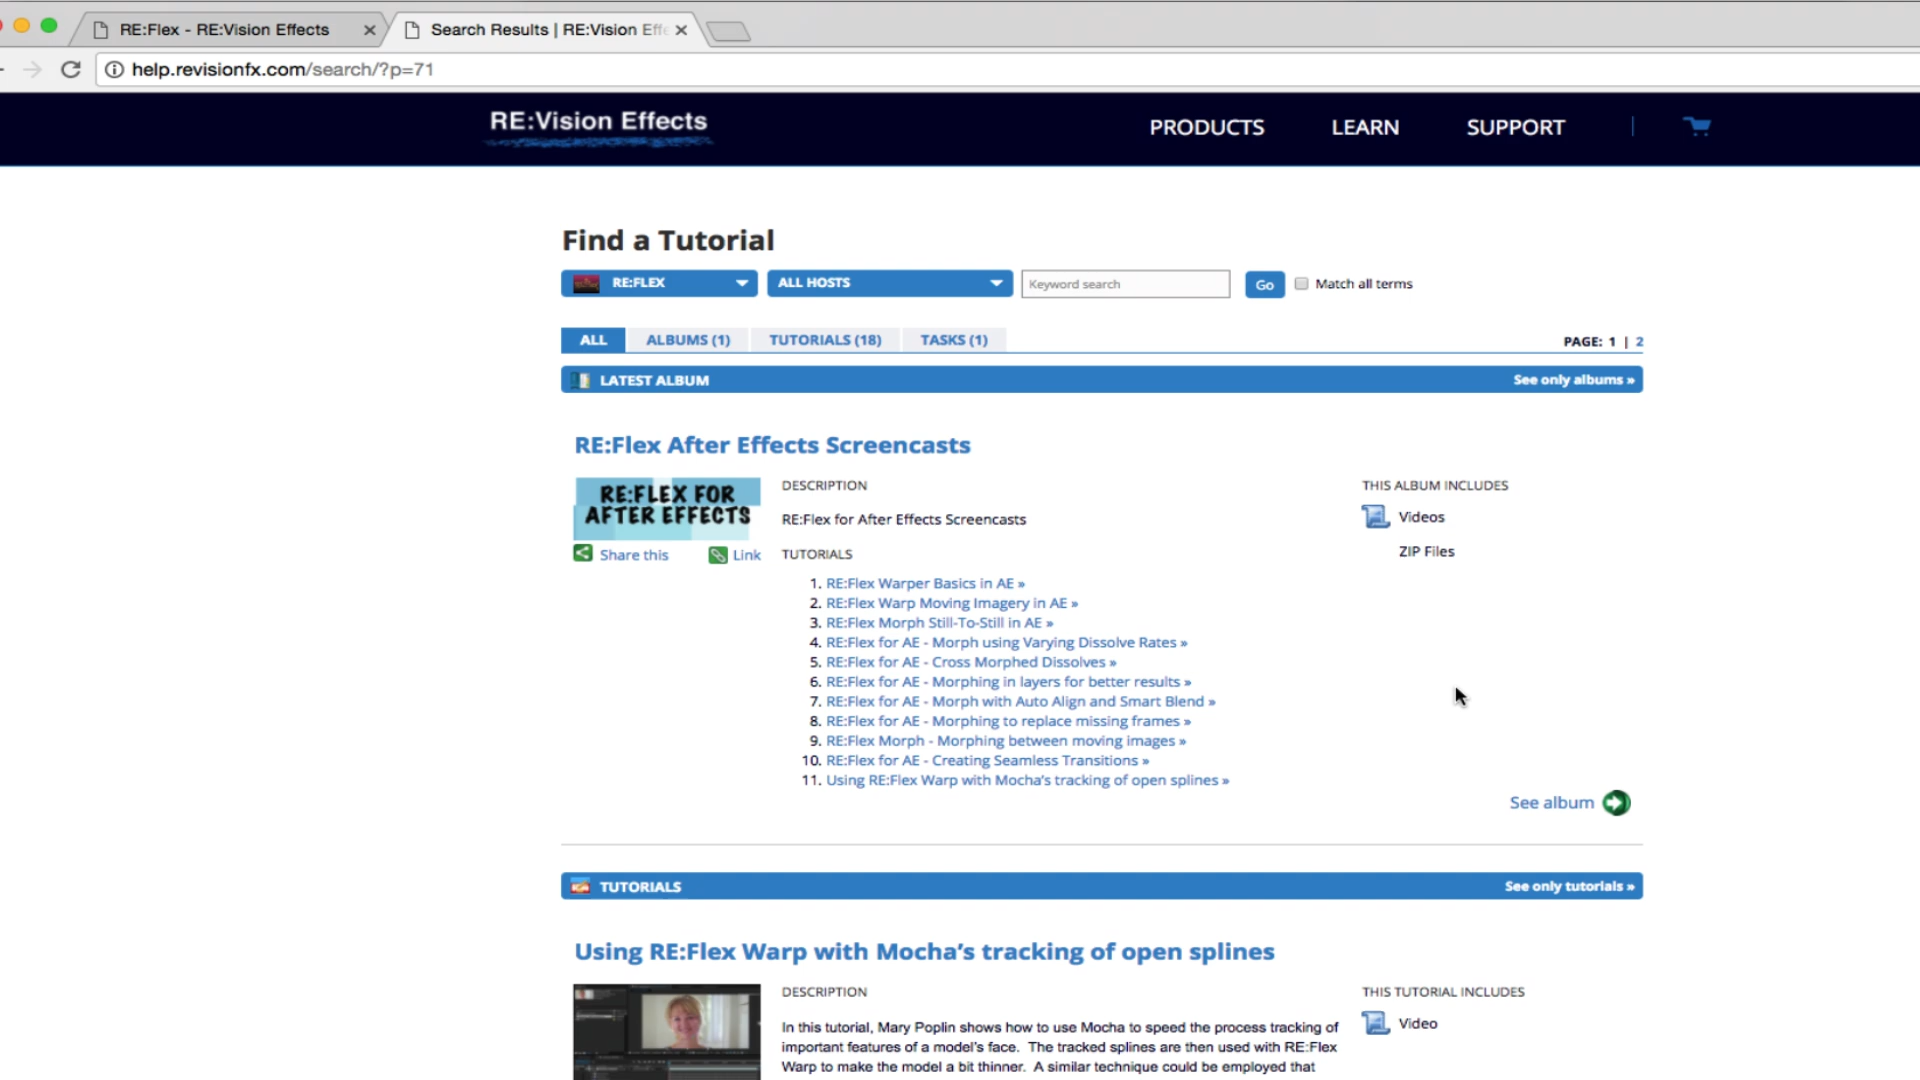 RE:Flex - RE:Vision Effects
Search Results | RE:Vision Effe
help.revisionfx.com/search/?p=71
RE:Vision Effects
PRODUCTS
LEARN
SUPPORT
Find a Tutorial
RE:FLEX
ALL HOSTS
Keyword search
Go
Match all terms
ALL
ALBUMS (1)
TUTORIALS (18)
TASKS (1)
PAGE: 1 | 2
LATEST ALBUM
See only albums »
RE:Flex After Effects Screencasts
RE:FLEX FOR
AFTER EFFECTS
Share this
Link
DESCRIPTION
RE:Flex for After Effects Screencasts
TUTORIALS
1. RE:Flex Warper Basics in AE »
2. RE:Flex Warp Moving Imagery in AE »
3. RE:Flex Morph Still-To-Still in AE »
4. RE:Flex for AE - Morph using Varying Dissolve Rates »
5. RE:Flex for AE - Cross Morphed Dissolves »
6. RE:Flex for AE - Morphing in layers for better results »
7. RE:Flex for AE - Morph with Auto Align and Smart Blend »
8. RE:Flex for AE - Morphing to replace missing frames »
9. RE:Flex Morph - Morphing between moving images »
10. RE:Flex for AE - Creating Seamless Transitions »
11. Using RE:Flex Warp with Mocha's tracking of open splines »
THIS ALBUM INCLUDES
Videos
ZIP Files
See album
TUTORIALS
See only tutorials »
Using RE:Flex Warp with Mocha's tracking of open splines
DESCRIPTION
In this tutorial, Mary Poplin shows how to use Mocha to speed the process tracking of
important features of a model's face. The tracked splines are then used with RE:Flex
Warp to make the model a bit thinner. A similar technique could be employed that
THIS TUTORIAL INCLUDES
Video